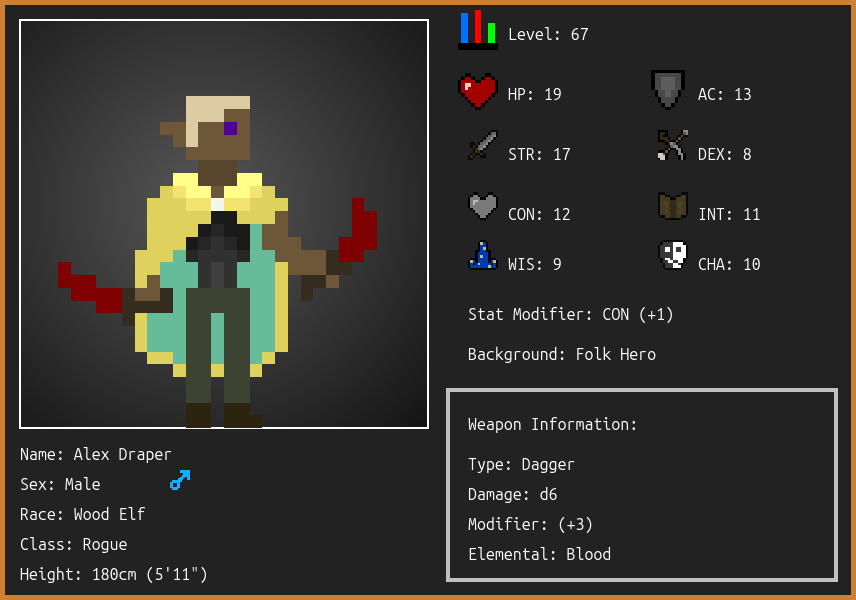 Level: 67
HP: 19
AC: 13
STR: 17
DEX: 8
CON: 12
INT: 11
WIS: 9
CHA: 10
Stat Modifier: CON (+1)
Background: Folk Hero
Weapon Information:
Type: Dagger
Damage: d6
Modifier: (+3)
Elemental: Blood
Name: Alex Draper
Sex: Male
Race: Wood Elf
Class: Rogue
Height: 180cm (5'11")